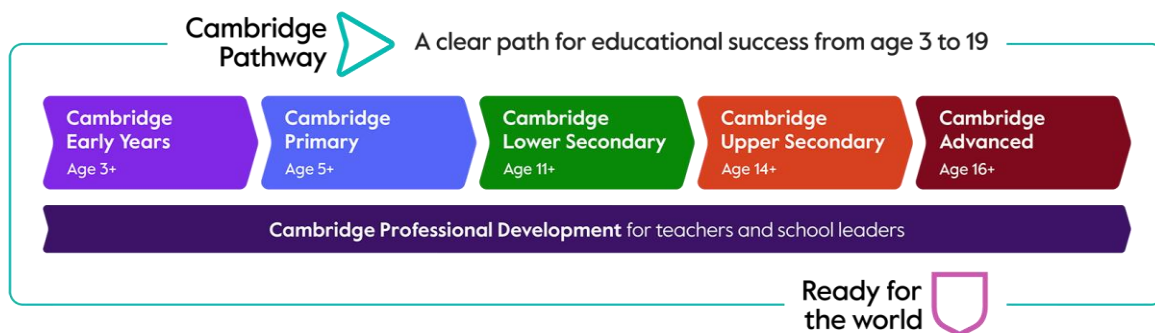 Cambridge
Pathway
A clear path for educational success from age 3 to 19
Cambridge
Early Years
Age 3+
Cambridge
Primary
Age 5+
Cambridge
Lower Secondary
Age 11+
Cambridge
Upper Secondary
Age 14+
Cambridge
Advanced
Age 16+
Cambridge Professional Development for teachers and school leaders
Ready for
the world